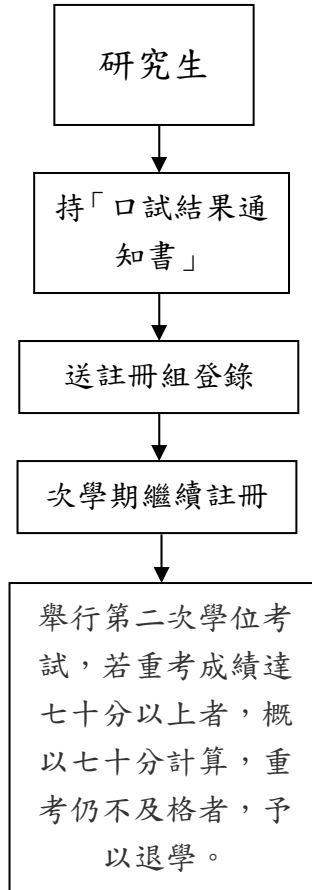 研究生
持「口試結果通
知書」
送註冊組登錄
次學期繼續註冊
舉行第二次學位考
試，若重考成績達
七十分以上者，概
以七十分計算，重
考仍不及格者，予
以退學。